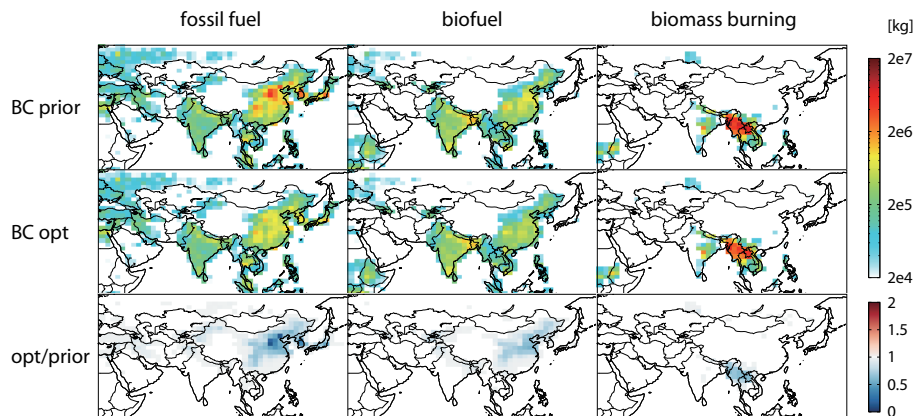 fossil fuel biofuel biomass burning [kg]
BC prior
2e7
2e6
BC opt
2e5
2e4
opt/prior
2
1.5
1
0.5
0